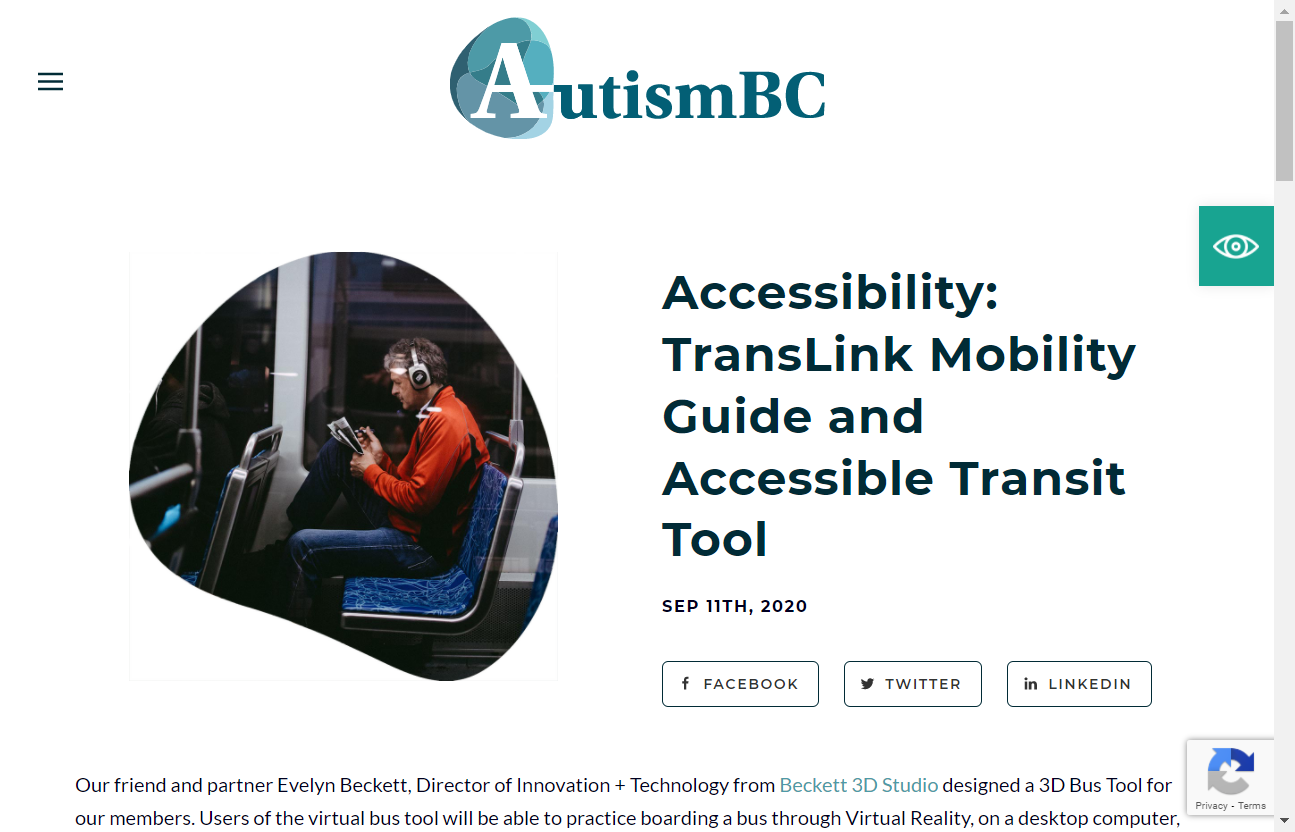 AutismBC
Accessibility:
TransLink Mobility
Guide and
Accessible Transit
Tool
SEP 11TH, 2020
FACEBOOK
TWITTER
LINKEDIN
Our friend and partner Evelyn Beckett, Director of Innovation + Technology from Beckett 3D Studio designed a 3D Bus Tool for
our members. Users of the virtual bus tool will be able to practice boarding a bus through Virtual Reality, on a desktop computer,
Privacy - Terms